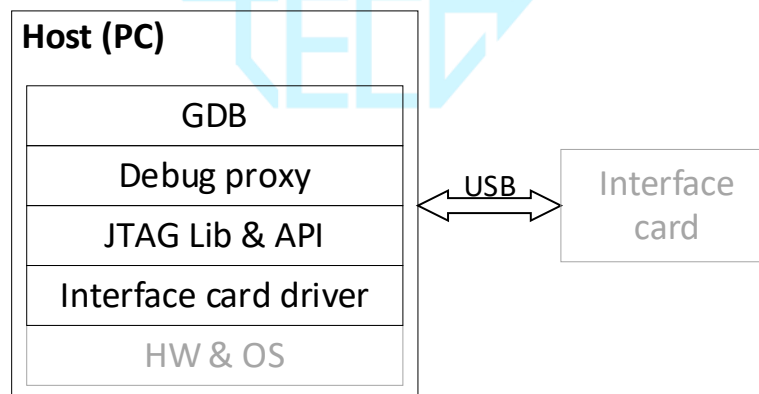 Host (PC)
GDB
Debug proxy
JTAG Lib & API
Interface card driver
HW & OS
USB
Interface
card